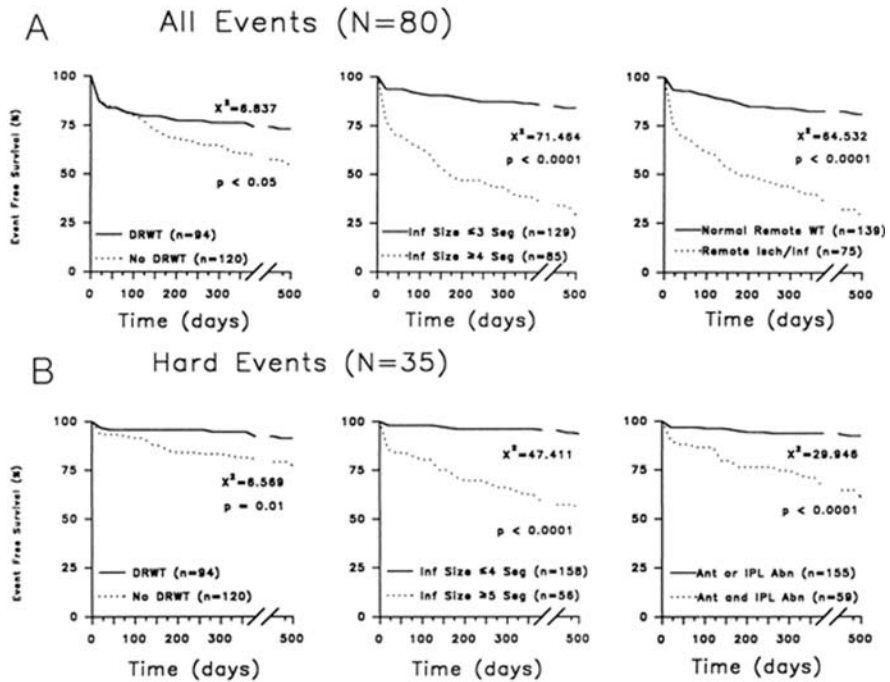 A All Events (N=80)
Event Free Survival (%)
100
75
50
25
0
X²=6.837
p < 0.05
DRWT (n=94)
No DRWT (n=120)
0 100 200 300 500
Time (days)
100
75
50
25
0
X²=71.464
p < 0.0001
Inf Size ≤3 Seg (n=129)
Inf Size ≥4 Seg (n=85)
0 100 200 300 500
Time (days)
100
75
50
25
0
X²=64.532
p < 0.0001
Normal Remote WT (n=139)
Remote Isch/Inf (n=75)
0 100 200 300 500
Time (days)
B Hard Events (N=35)
Event Free Survival (%)
100
75
50
25
0
X²=6.569
p = 0.01
DRWT (n=94)
No DRWT (n=120)
0 100 200 300 500
Time (days)
100
75
50
25
0
X²=47.411
p < 0.0001
Inf Size ≤4 Seg (n=158)
Inf Size ≥5 Seg (n=56)
0 100 200 300 500
Time (days)
100
75
50
25
0
X²=29.946
p < 0.0001
Ant or IPL Abn (n=155)
Ant and IPL Abn (n=59)
0 100 200 300 500
Time (days)